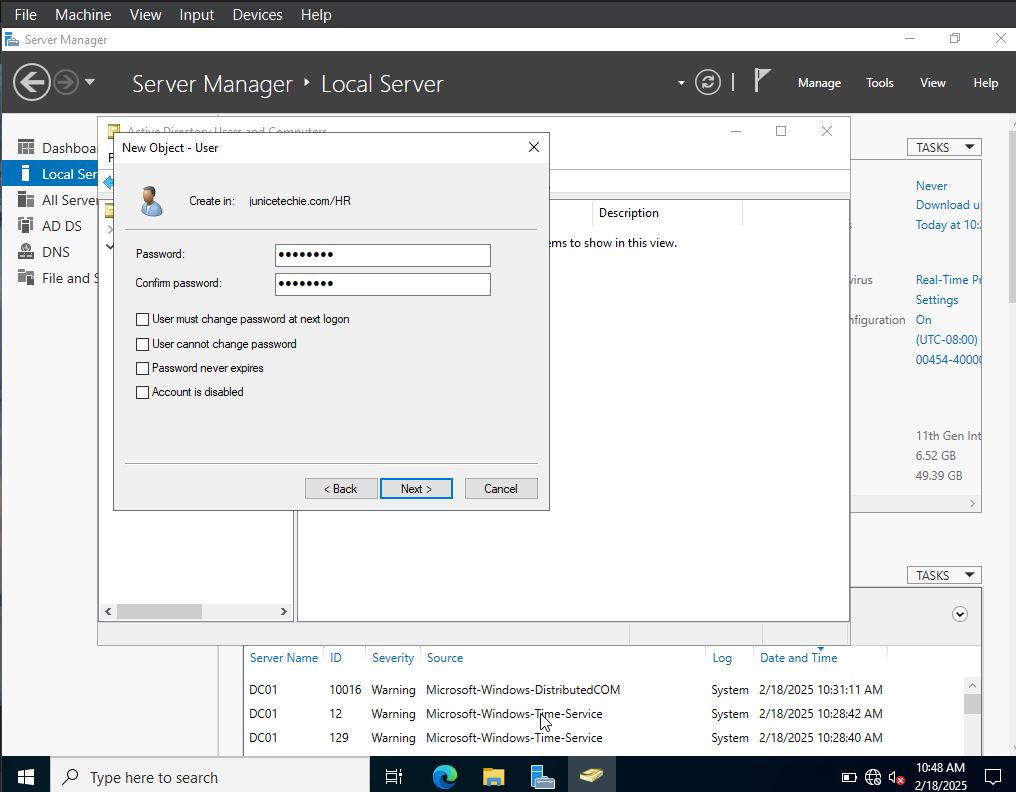 File Machine View Input Devices Help
Server Manager
Server Manager • Local Server
Manage Tools View Help
Active Directory Users and Computers
New Object - User
Create in: junicetechie.com/HR
Password: ●●●●●●●●
Confirm password: ●●●●●●●●
User must change password at next logon
User cannot change password
Password never expires
Account is disabled
< Back Next > Cancel
Dashboa
Local Ser
All Server
AD DS
DNS
File and S
F
Description
ems to show in this view.
TASKS
Never
Download u
Today at 10:2
virus Real-Time Pr
Settings
nfiguration On
(UTC-08:00)
00454-40000
11th Gen Int
6.52 GB
49.39 GB
TASKS
Server Name ID Severity Source Log Date and Time
DC01 10016 Warning Microsoft-Windows-DistributedCOM System 2/18/2025 10:31:11 AM
DC01 12 Warning Microsoft-Windows-Time-Service System 2/18/2025 10:28:42 AM
DC01 129 Warning Microsoft-Windows-Time-Service System 2/18/2025 10:28:40 AM
Type here to search
10:48 AM
2/18/2025